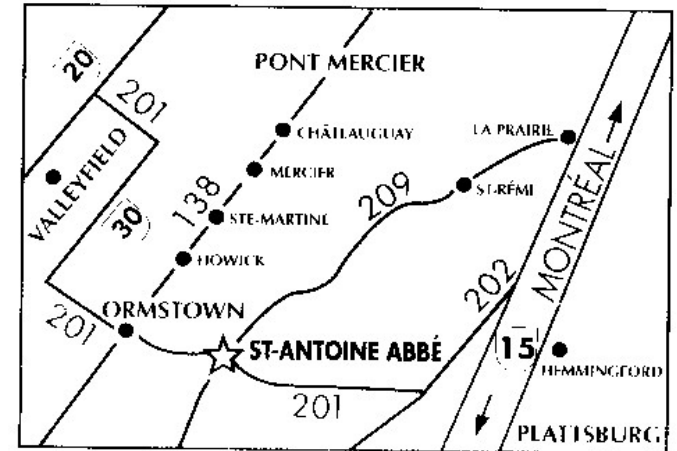 20
201
PONT MERCIER
CHÂTEAUGUAY
LA PRAIRIE
MERCIER
VALLEYFIELD
138
209
ST-RÉMI
MONTRÉAL
30
STE-MARTINE
HOWICK
202
201
ORMSTOWN
ST-ANTOINE ABBÉ
15
HEMMINGFORD
201
PLATTSBURG